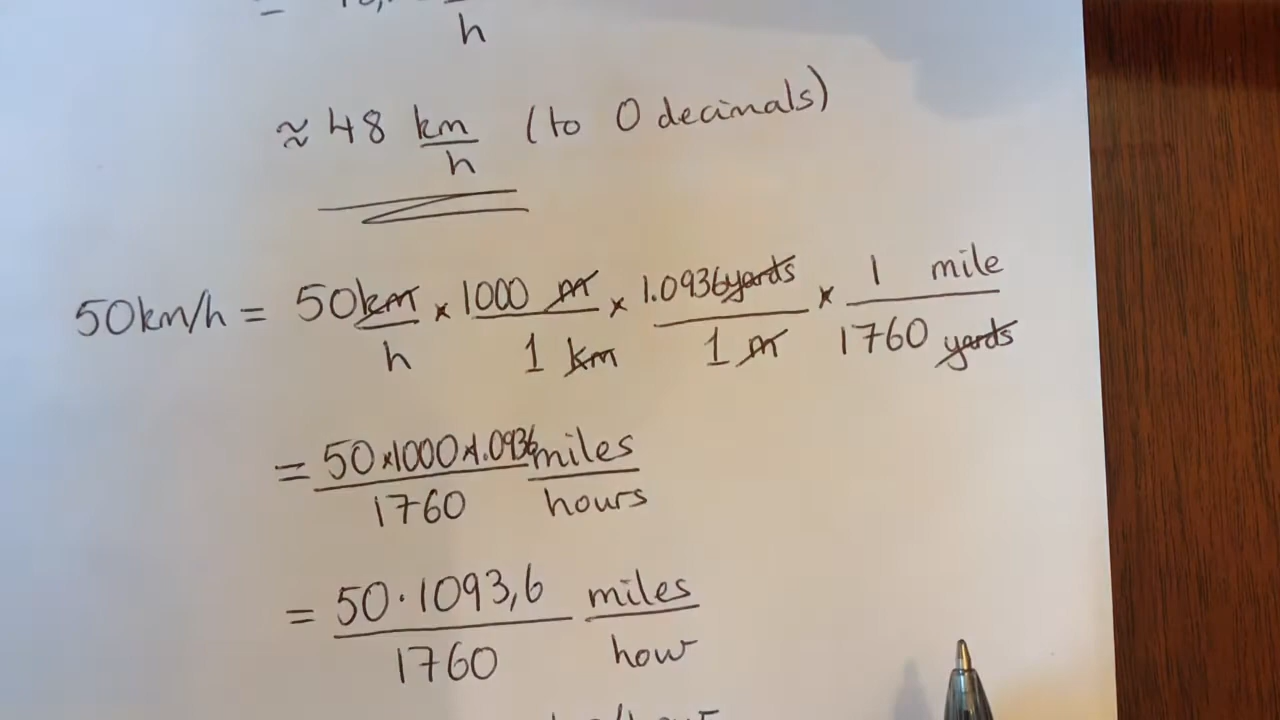 h
≈ 48 km/h (to 0 decimals)
50km/h = 50 km/h × 1000 m/1 km × 1.0936 yards/1 m × 1 mile/1760 yards
= 50×1000×1.0936/1760 miles/hours
= 50·1093,6/1760 miles/hour